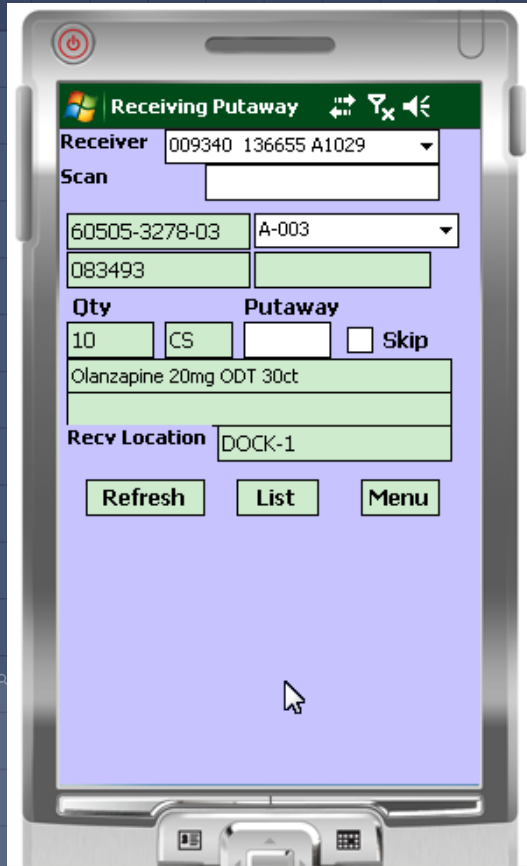 Receiving Putaway
Receiver 009340 136655 A1029
Scan
60505-3278-03 A-003
083493
Qty Putaway
10 CS Skip
Olanzapine 20mg ODT 30ct
Recv Location DOCK-1
Refresh List Menu